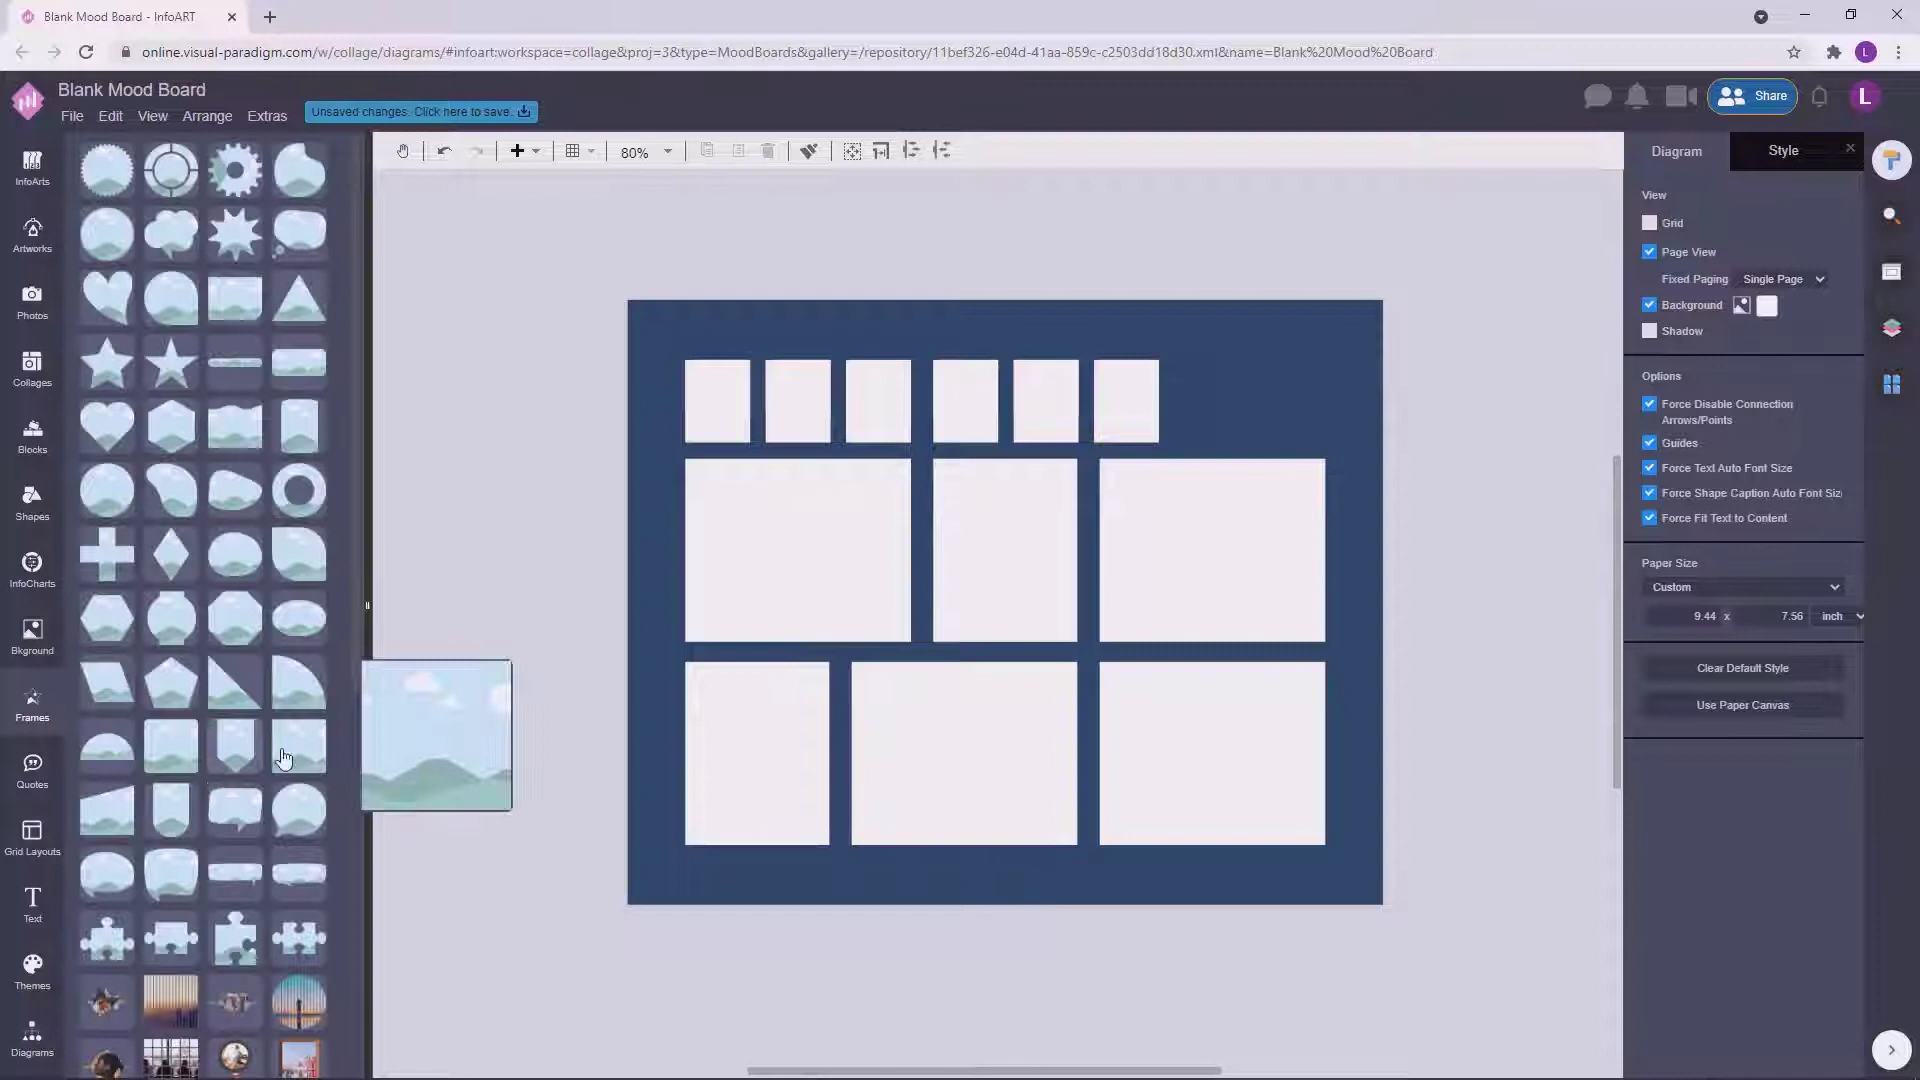 Blank Mood Board - InfoART
online.visual-paradigm.com/w/collage/diagrams/#infoart:workspace=collage&proj=3&type=MoodBoards&gallery=/repository/11bef326-e04d-41aa-859c-c2503dd18d30.xml&name=Blank%20Mood%20Board
L
Blank Mood Board
File Edit View Arrange Extras
Unsaved changes. Click here to save.
Share
L
InfoArts
Artworks
Photos
Collages
Blocks
Shapes
InfoCharts
Bkground
Frames
Quotes
Grid Layouts
Text
Themes
Diagrams
80%
Diagram
Style
View
Grid
Page View
Fixed Paging Single Page
Background
Shadow
Options
Force Disable Connection
Arrows/Points
Guides
Force Text Auto Font Size
Force Shape Caption Auto Font Siz
Force Fit Text to Content
Paper Size
Custom
9.44 x 7.56 inch
Clear Default Style
Use Paper Canvas